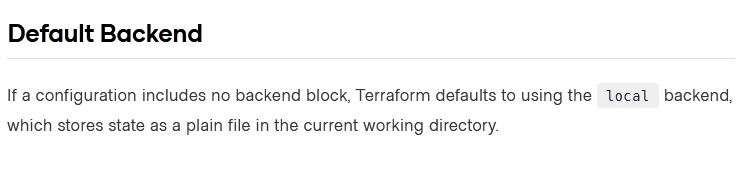 Default Backend
If a configuration includes no backend block, Terraform defaults to using the local backend,
which stores state as a plain file in the current working directory.